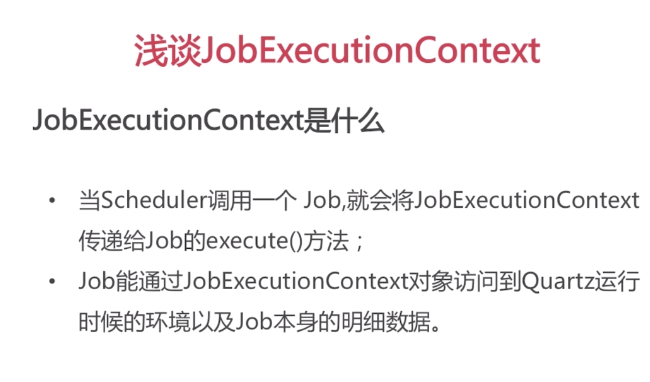 浅谈JobExecutionContext
JobExecutionContext是什么
• 当Scheduler调用一个 Job,就会将JobExecutionContext
传递给Job的execute()方法；
• Job能通过JobExecutionContext对象访问到Quartz运行
时候的环境以及Job本身的明细数据。